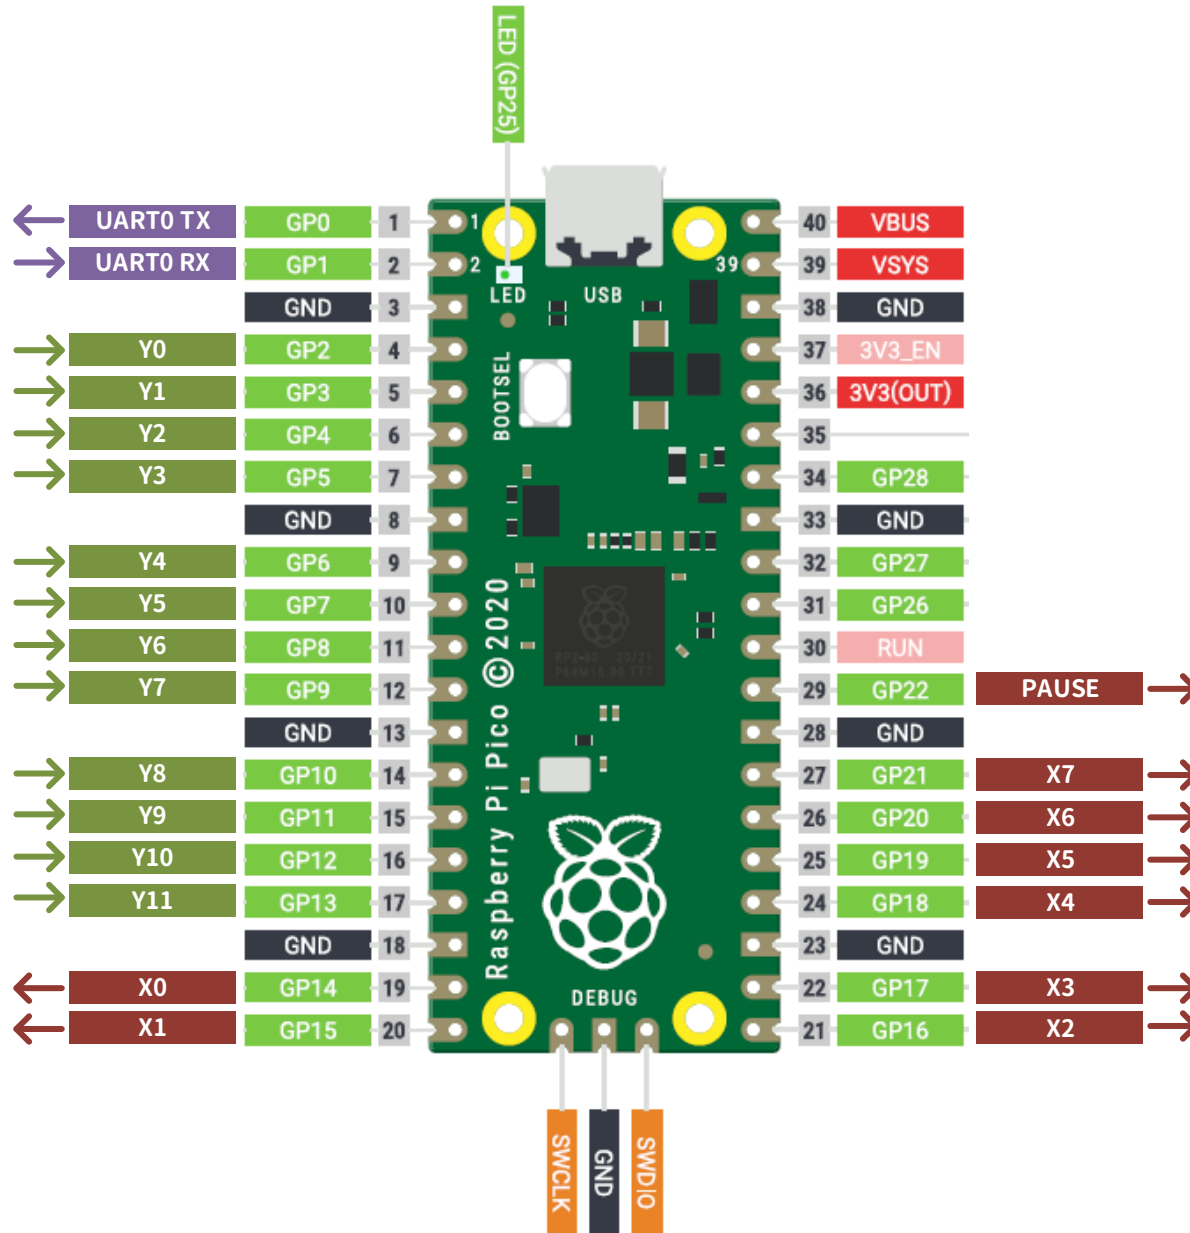 LED (GP25)
UART0 TX GP0 1 1 40 VBUS
UART0 RX GP1 2 2 39 39 VSYS
LED USB
GND 3 38 GND
Y0 GP2 4 37 3V3_EN
Y1 GP3 5 BOOTSEL 36 3V3(OUT)
Y2 GP4 6 35
Y3 GP5 7 34 GP28
GND 8 33 GND
Y4 GP6 9 32 GP27
Y5 GP7 10 31 GP26
Y6 GP8 11 30 RUN
Y7 GP9 12 29 GP22 PAUSE
GND 13 28 GND
Y8 GP10 14 27 GP21 X7
Y9 GP11 15 26 GP20 X6
Y10 GP12 16 25 GP19 X5
Y11 GP13 17 24 GP18 X4
GND 18 23 GND
Raspberry Pi Pico ©2020
X0 GP14 19 22 GP17 X3
DEBUG
X1 GP15 20 21 GP16 X2
SWCLK GND SWDIO